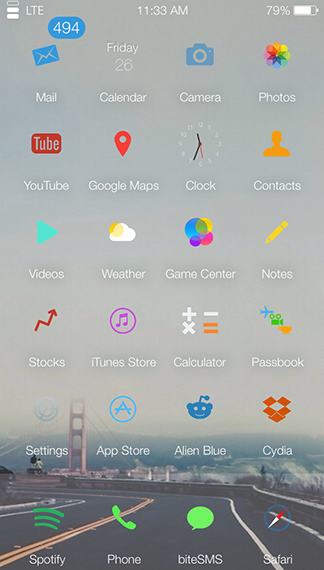 LTE 11:33 AM 79%
494
Friday
26
Mail Calendar Camera Photos
Tube
12
YouTube Google Maps Clock Contacts
Videos Weather Game Center Notes
Stocks iTunes Store Calculator Passbook
Settings App Store Alien Blue Cydia
Spotify Phone biteSMS Safari